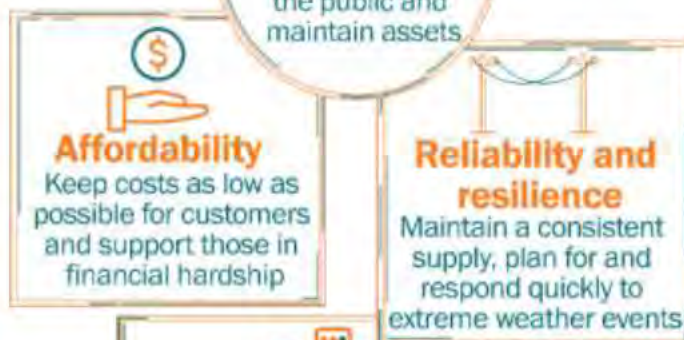 the public and
maintain assets
$
Affordability
Keep costs as low as
possible for customers
and support those in
financial hardship
Reliability and
resilience
Maintain a consistent
supply, plan for and
respond quickly to
extreme weather events